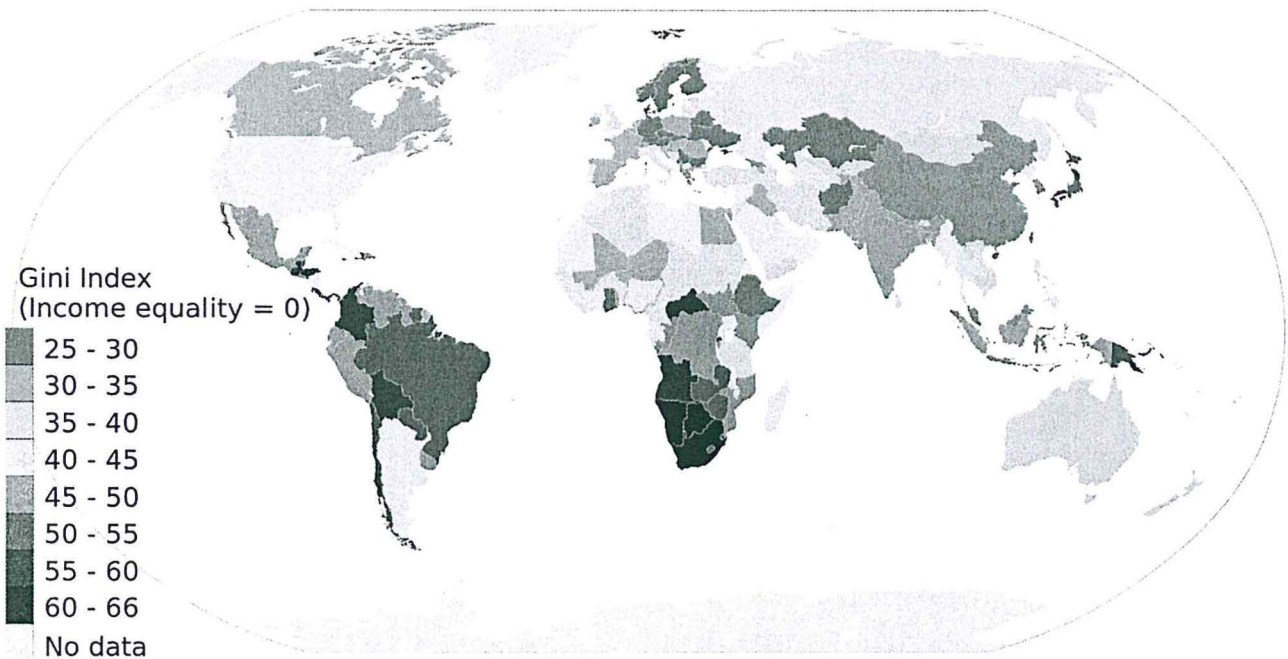 Gini Index
(Income equality = 0)
25 - 30
30 - 35
35 - 40
40 - 45
45 - 50
50 - 55
55 - 60
60 - 66
No data